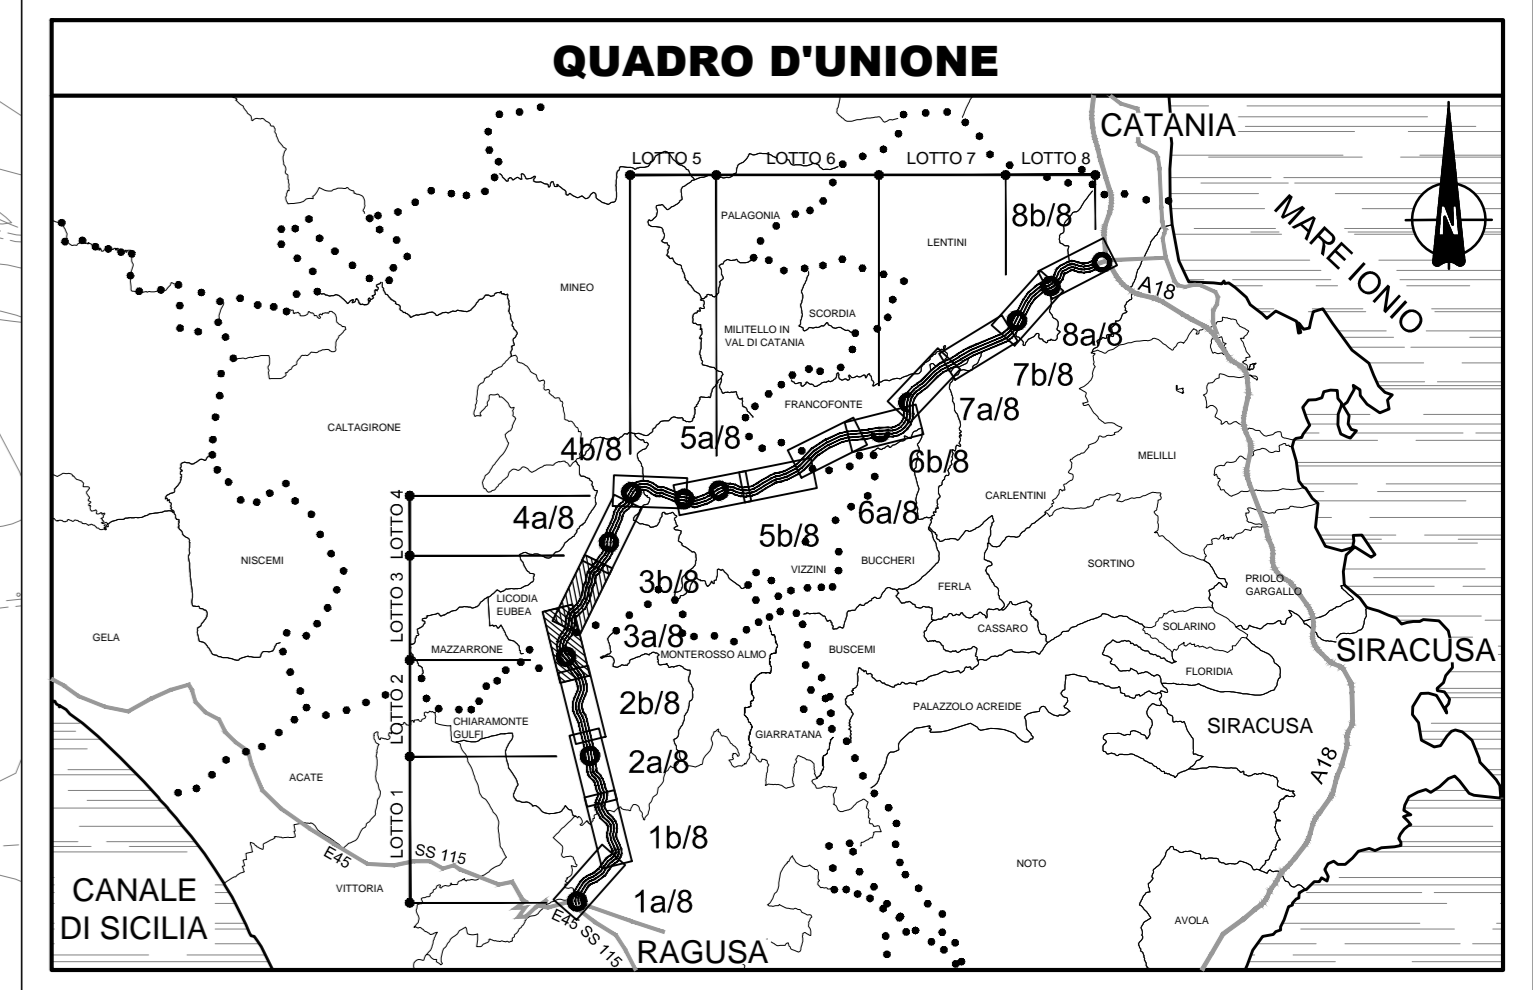 QUADRO D'UNIONE
CATANIA
LOTTO 5
LOTTO 6
LOTTO 7
LOTTO 8
PALAGONIA
8b/8
LENTINI
N
MARE IONIO
MINEO
A18
SCORDIA
MILITELLO IN
VAL DI CATANIA
8a/8
7b/8
FRANCOFONTE
7a/8
CALTAGIRONE
4b/8
5a/8
6b/8
MELILLI
CARLENTINI
LOTTO 4
4a/8
6a/8
5b/8
NISCEMI
VIZZINI
BUCCHERI
SORTINO
3b/8
FERLA
PRIOLO
GARGALLO
LOTTO 3
LICODIA
EUBEA
GELA
3a/8
CASSARO
SOLARINO
MAZZARRONE
MONTEROSSO ALMO
BUSCEMI
SIRACUSA
FLORIDIA
LOTTO 2
2b/8
PALAZZOLO ACREIDE
CHIARAMONTE
GULFI
GIARRATANA
SIRACUSA
2a/8
ACATE
A18
LOTTO 1
1b/8
E45
SS 115
NOTO
CANALE
DI SICILIA
VITTORIA
1a/8
AVOLA
E45 SS 115
RAGUSA